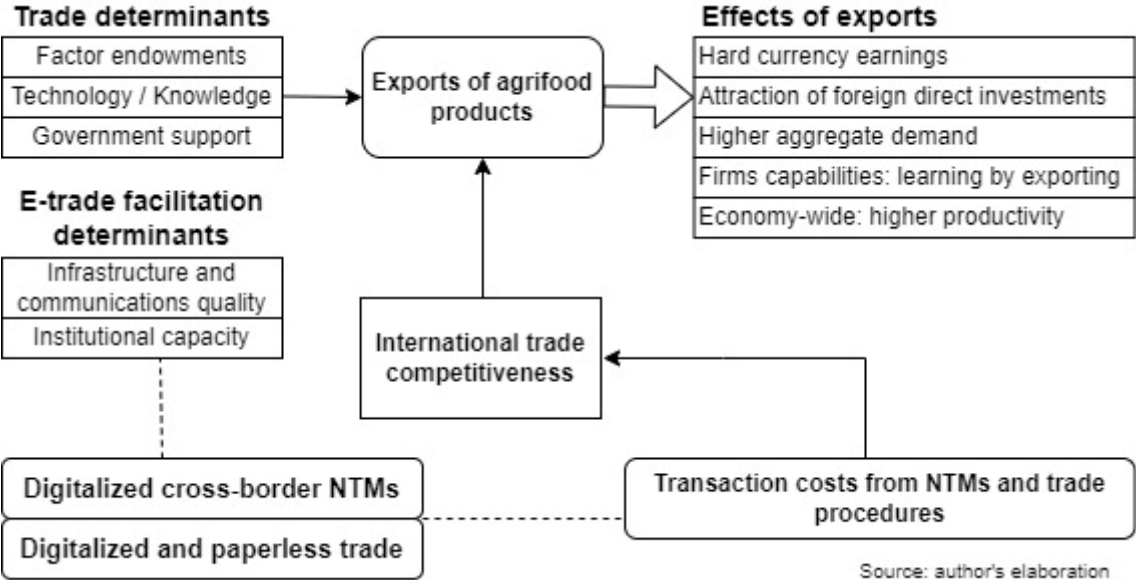 Trade determinants
Factor endowments
Technology / Knowledge
Government support
E-trade facilitation
determinants
Infrastructure and
communications quality
Institutional capacity
Exports of agrifood
products
Effects of exports
Hard currency earnings
Attraction of foreign direct investments
Higher aggregate demand
Firms capabilities: learning by exporting
Economy-wide: higher productivity
International trade
competitiveness
Digitalized cross-border NTMs
Digitalized and paperless trade
Transaction costs from NTMs and trade
procedures
Source: author's elaboration